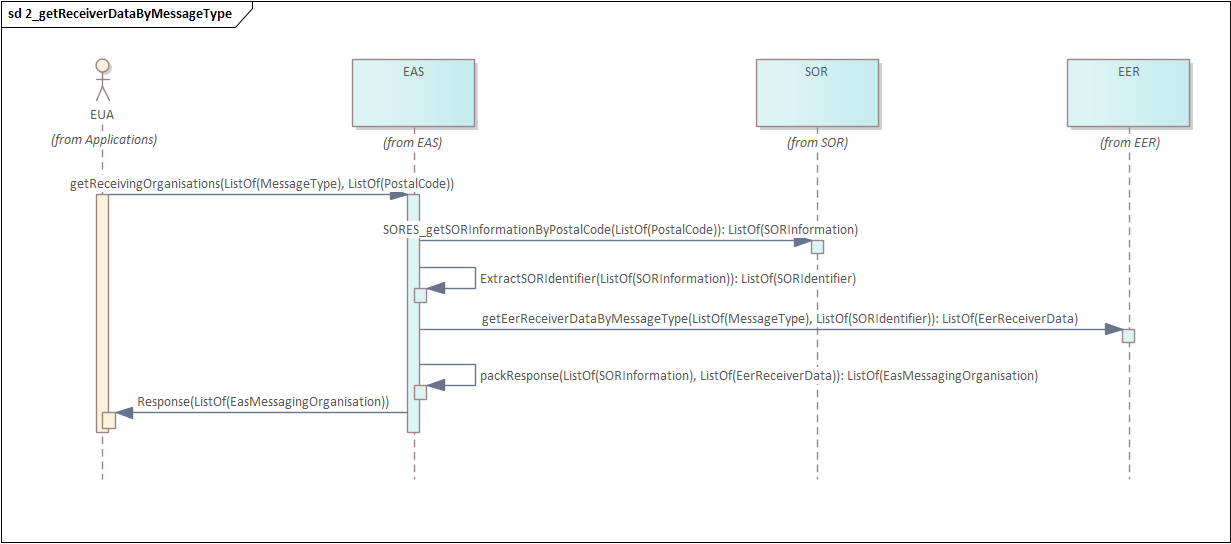 sd 2_getReceiverDataByMessageType
EUA
(from Applications)
EAS
(from EAS)
SOR
(from SOR)
EER
(from EER)
getReceivingOrganisations(ListOf(MessageType), ListOf(PostalCode))
SORES_getSORInformationByPostalCode(ListOf(PostalCode)): ListOf(SORInformation)
ExtractSORIdentifier(ListOf(SORInformation)): ListOf(SORIdentifier)
getEerReceiverDataByMessageType(ListOf(MessageType), ListOf(SORIdentifier)): ListOf(EerReceiverData)
packResponse(ListOf(SORInformation), ListOf(EerReceiverData)): ListOf(EasMessagingOrganisation)
Response(ListOf(EasMessagingOrganisation))